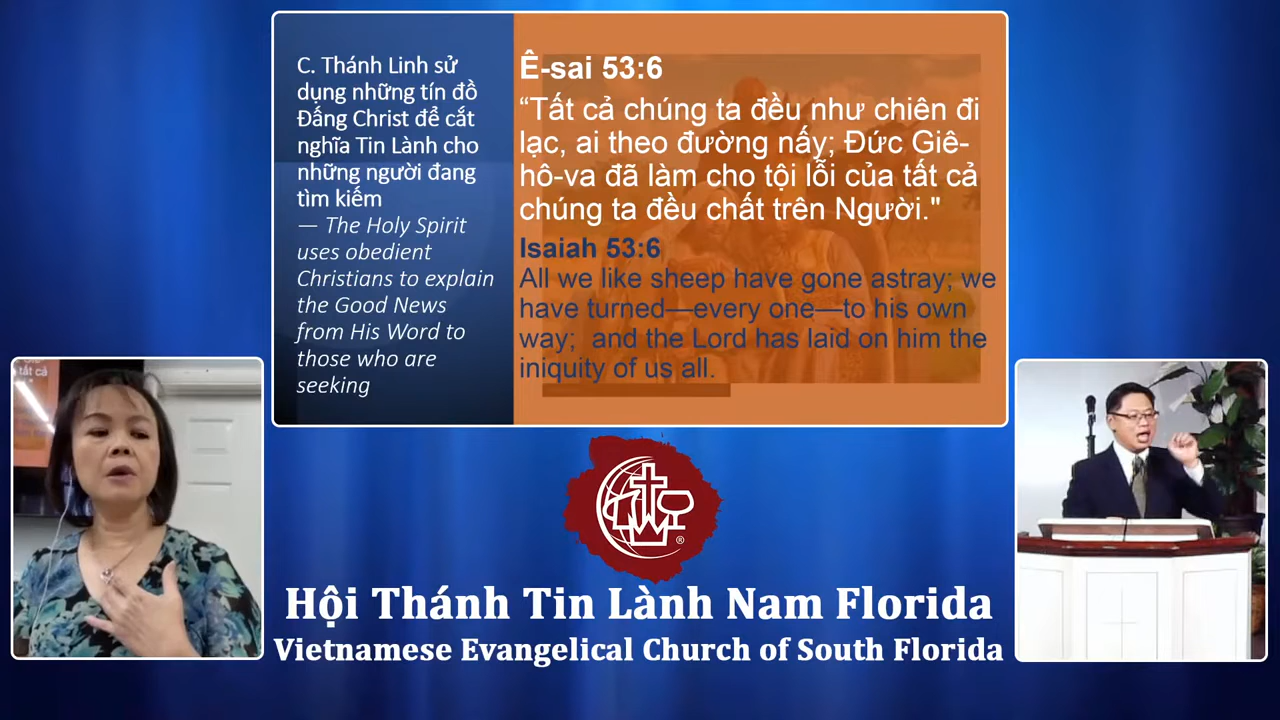 C. Thánh Linh sử
dụng những tín đồ
Đấng Christ để cắt
nghĩa Tin Lành cho
những người đang
tìm kiếm
— The Holy Spirit
uses obedient
Christians to explain
the Good News
from His Word to
those who are
seeking
Ê-sai 53:6
“Tất cả chúng ta đều như chiên đi
lạc, ai theo đường nấy; Đức Giê-
hô-va đã làm cho tội lỗi của tất cả
chúng ta đều chất trên Người."
Isaiah 53:6
All we like sheep have gone astray; we
have turned—every one—to his own
way;  and the Lord has laid on him the
iniquity of us all.
tất cả
®
Hội Thánh Tin Lành Nam Florida
Vietnamese Evangelical Church of South Florida